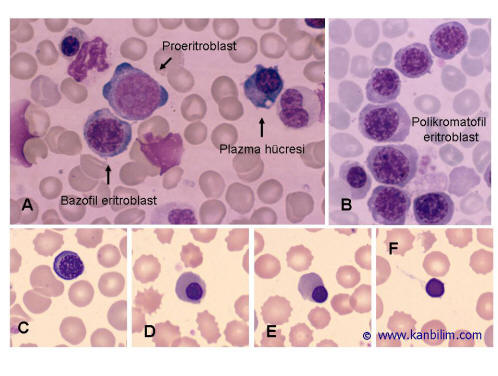 Proeritroblast
Plazma hücresi
Bazofil eritroblast
A
Polikromatofil
eritroblast
B
C
D
E
F
© www.kanbilim.com